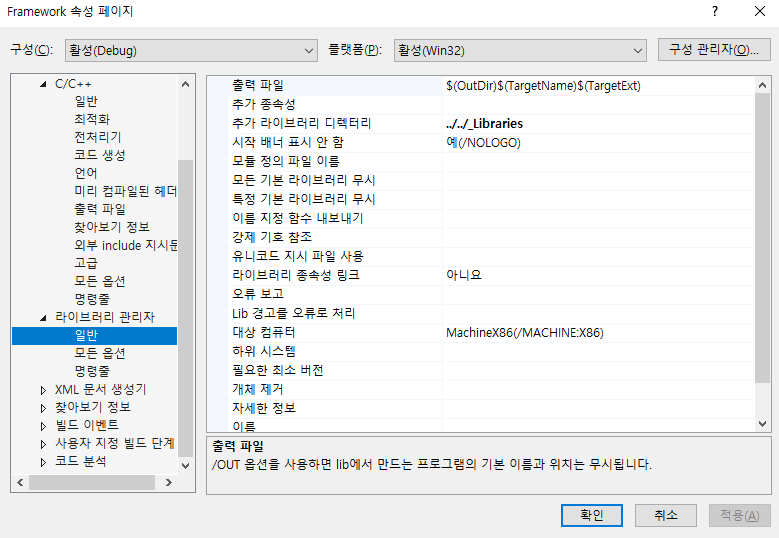 Framework 속성 페이지
?
구성(C): 활성(Debug) 플랫폼(P): 활성(Win32) 구성 관리자(O)...
C/C++
일반
최적화
전처리기
코드 생성
언어
미리 컴파일된 헤더
출력 파일
찾아보기 정보
외부 include 지시문
고급
모든 옵션
명령줄
라이브러리 관리자
일반
모든 옵션
명령줄
XML 문서 생성기
찾아보기 정보
빌드 이벤트
사용자 지정 빌드 단계
코드 분석
출력 파일 $(OutDir)$(TargetName)$(TargetExt)
추가 종속성
추가 라이브러리 디렉터리 ../../_Libraries
시작 배너 표시 안 함 예(/NOLOGO)
모듈 정의 파일 이름
모든 기본 라이브러리 무시
특정 기본 라이브러리 무시
이름 지정 함수 내보내기
강제 기호 참조
유니코드 지시 파일 사용
라이브러리 종속성 링크 아니요
오류 보고
Lib 경고를 오류로 처리
대상 컴퓨터 MachineX86(/MACHINE:X86)
하위 시스템
필요한 최소 버전
개체 제거
자세한 정보
이름
출력 파일
/OUT 옵션을 사용하면 lib에서 만드는 프로그램의 기본 이름과 위치는 무시됩니다.
확인 취소 적용(A)